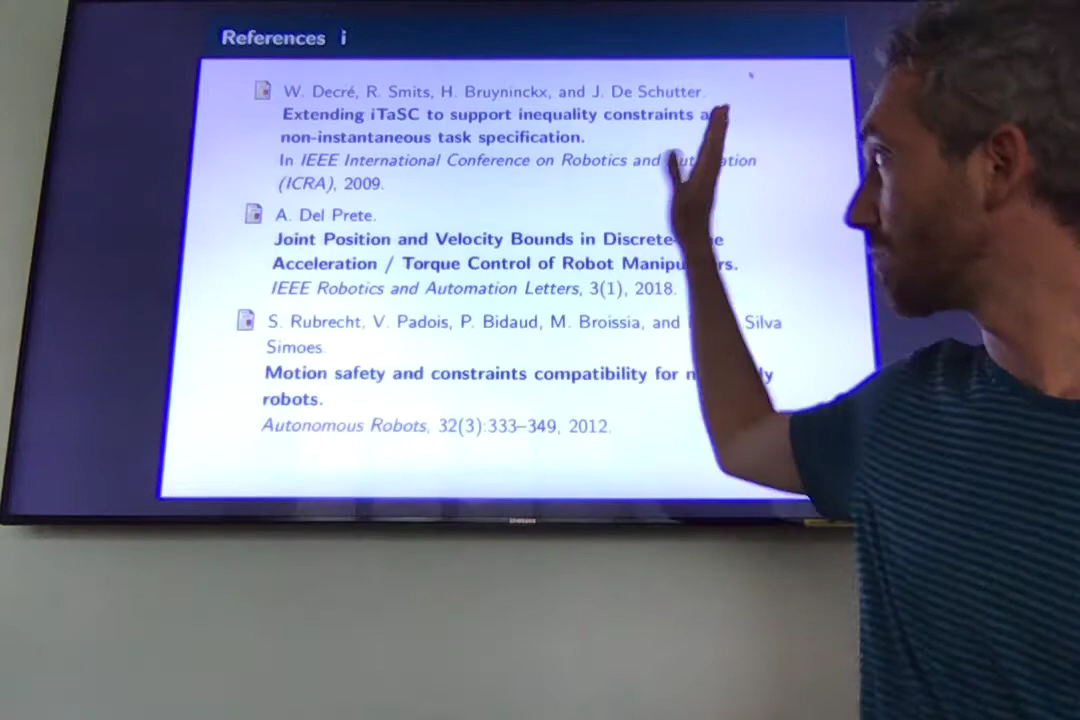 References i
W. Decré, R. Smits, H. Bruyninckx, and J. De Schutter.
Extending iTaSC to support inequality constraints
non-instantaneous task specification.
In IEEE International Conference on Robotics and
(ICRA), 2009.
A. Del Prete.
Joint Position and Velocity Bounds in
Acceleration / Torque Control of Robot
IEEE Robotics and Automation Letters, 3(1), 2018.
S. Rubrecht, V. Padois, P. Bidaud, M. Broissia, and Silva
Simoes.
Motion safety and constraints compatibility for
robots.
Autonomous Robots, 32(3):333–349, 2012.
SAMSUNG